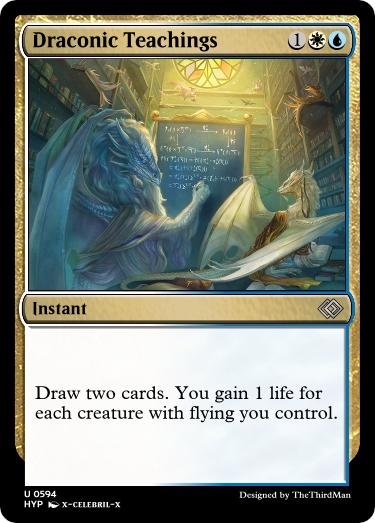 Draconic Teachings 1
Instant
Draw two cards. You gain 1 life for
each creature with flying you control.
U 0594
HYP X-CELEBRIL-X
Designed by TheThirdMan